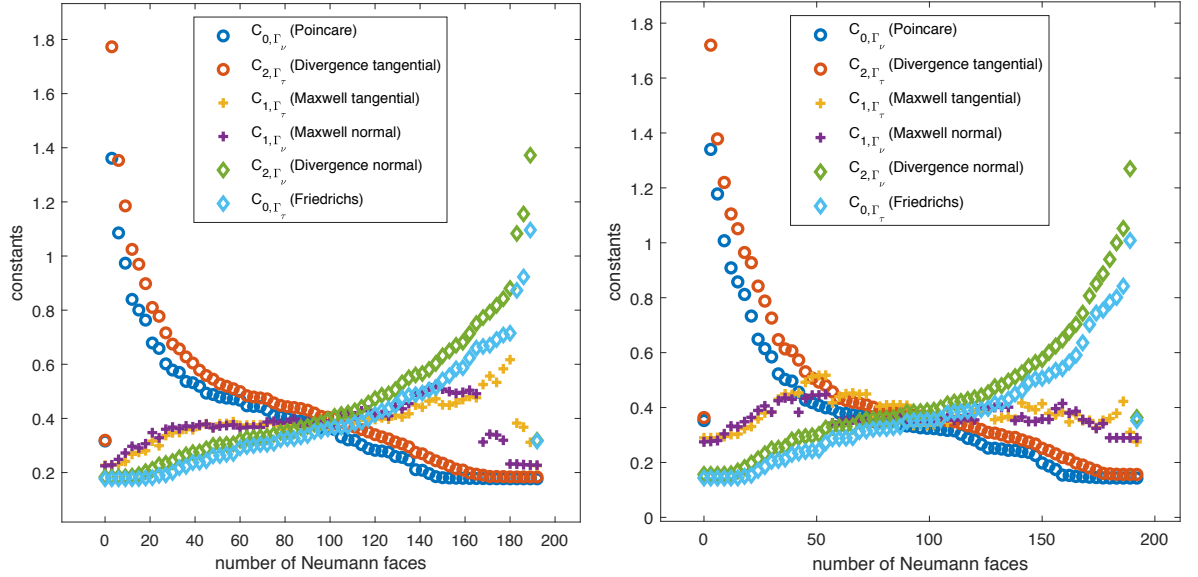 1.8
1.6
1.4
1.2
1
0.8
0.6
0.4
0.2
constants
C0,Γν (Poincare)
C2,Γτ (Divergence tangential)
C1,Γτ (Maxwell tangential)
C1,Γν (Maxwell normal)
C2,Γν (Divergence normal)
C0,Γτ (Friedrichs)
0 20 40 60 80 100 120 140 160 180 200
number of Neumann faces
1.8
1.6
1.4
1.2
1
0.8
0.6
0.4
0.2
0
constants
C0,Γν (Poincare)
C2,Γτ (Divergence tangential)
C1,Γτ (Maxwell tangential)
C1,Γν (Maxwell normal)
C2,Γν (Divergence normal)
C0,Γτ (Friedrichs)
0 50 100 150 200
number of Neumann faces